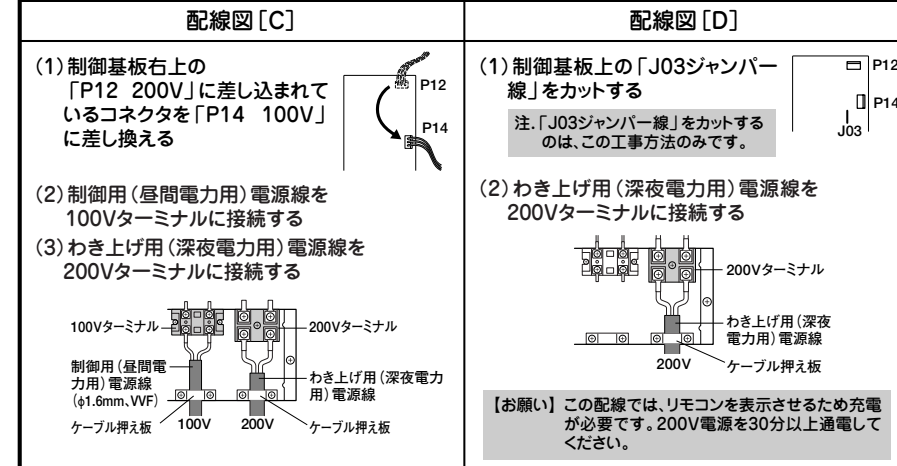 配線図［C］
（1）制御基板右上の
「P12 200V」に差し込まれて
いるコネクタを「P14 100V」
に差し換える
P12
P14
（2）制御用（昼間電力用）電源線を
100Vターミナルに接続する
（3）わき上げ用（深夜電力用）電源線を
200Vターミナルに接続する
100Vターミナル
200Vターミナル
制御用（昼間電
力用）電源線
（φ1.6mm、VVF）
わき上げ用（深夜電力
用）電源線
ケーブル押え板
100V
200V
ケーブル押え板
配線図［D］
（1）制御基板上の「J03ジャンパー
線」をカットする
注.「J03ジャンパー線」をカットする
のは、この工事方法のみです。
P12
P14
J03
（2）わき上げ用（深夜電力用）電源線を
200Vターミナルに接続する
200Vターミナル
わき上げ用（深夜
電力用）電源線
200V
ケーブル押え板
【お願い】この配線では、リモコンを表示させるため充電
が必要です。200V電源を30分以上通電して
ください。